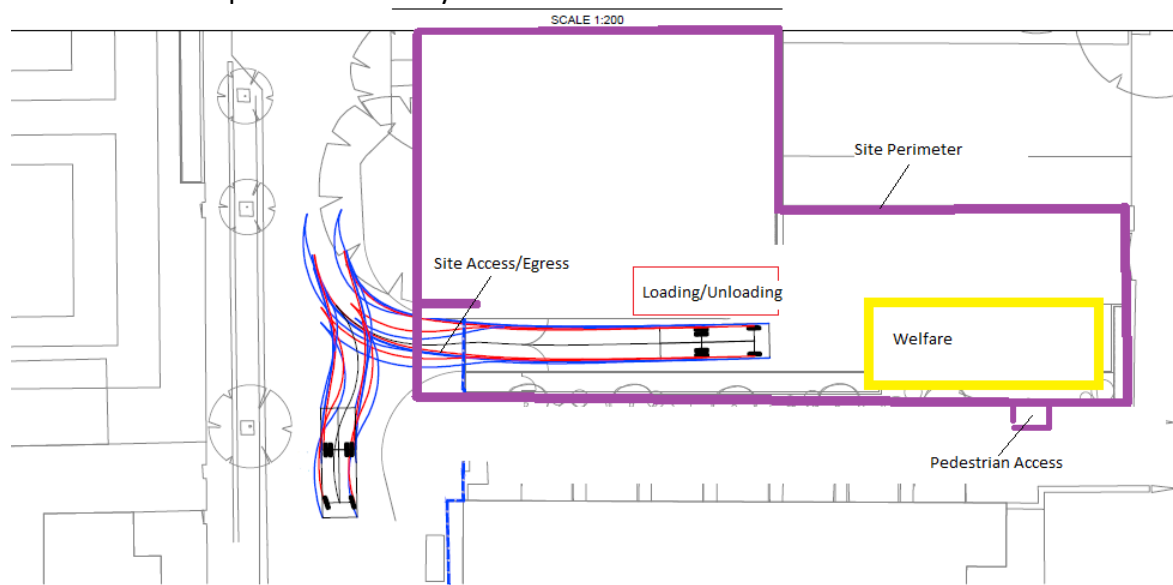 SCALE 1:200
Site Perimeter
Site Access/Egress
Loading/Unloading
Welfare
Pedestrian Access